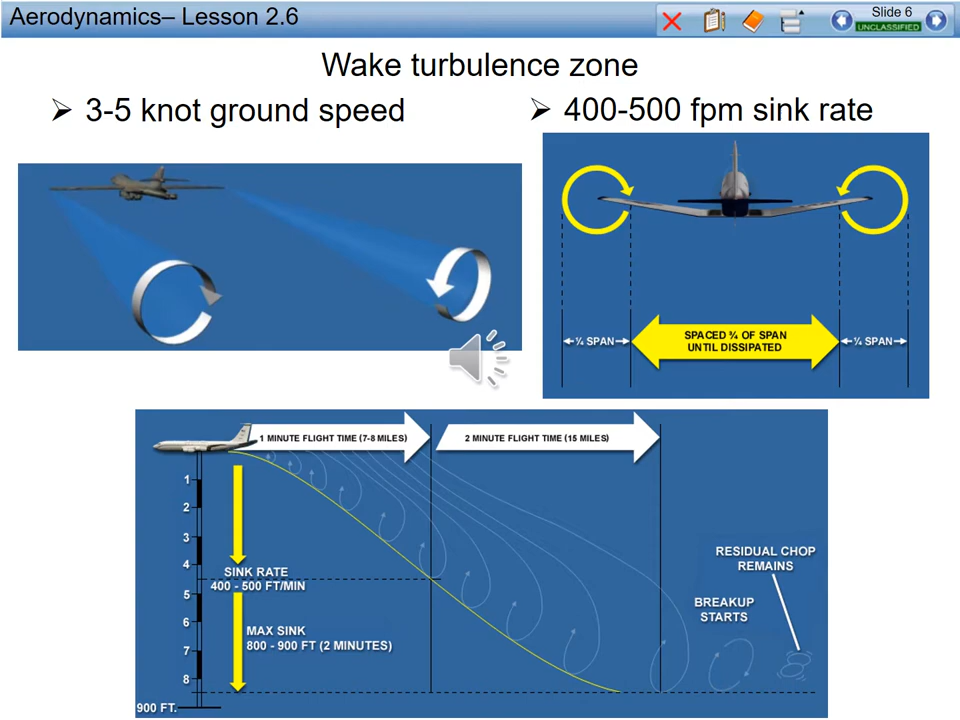 Aerodynamics– Lesson 2.6
Slide 6
UNCLASSIFIED
Wake turbulence zone
➢ 3-5 knot ground speed
➢ 400-500 fpm sink rate
¼ SPAN
SPACED ¾ OF SPAN
UNTIL DISSIPATED
¼ SPAN
1 MINUTE FLIGHT TIME (7-8 MILES)
2 MINUTE FLIGHT TIME (15 MILES)
1
2
3
4
SINK RATE
400 - 500 FT/MIN
5
6
MAX SINK
800 - 900 FT (2 MINUTES)
7
8
900 FT.
RESIDUAL CHOP
REMAINS
BREAKUP
STARTS